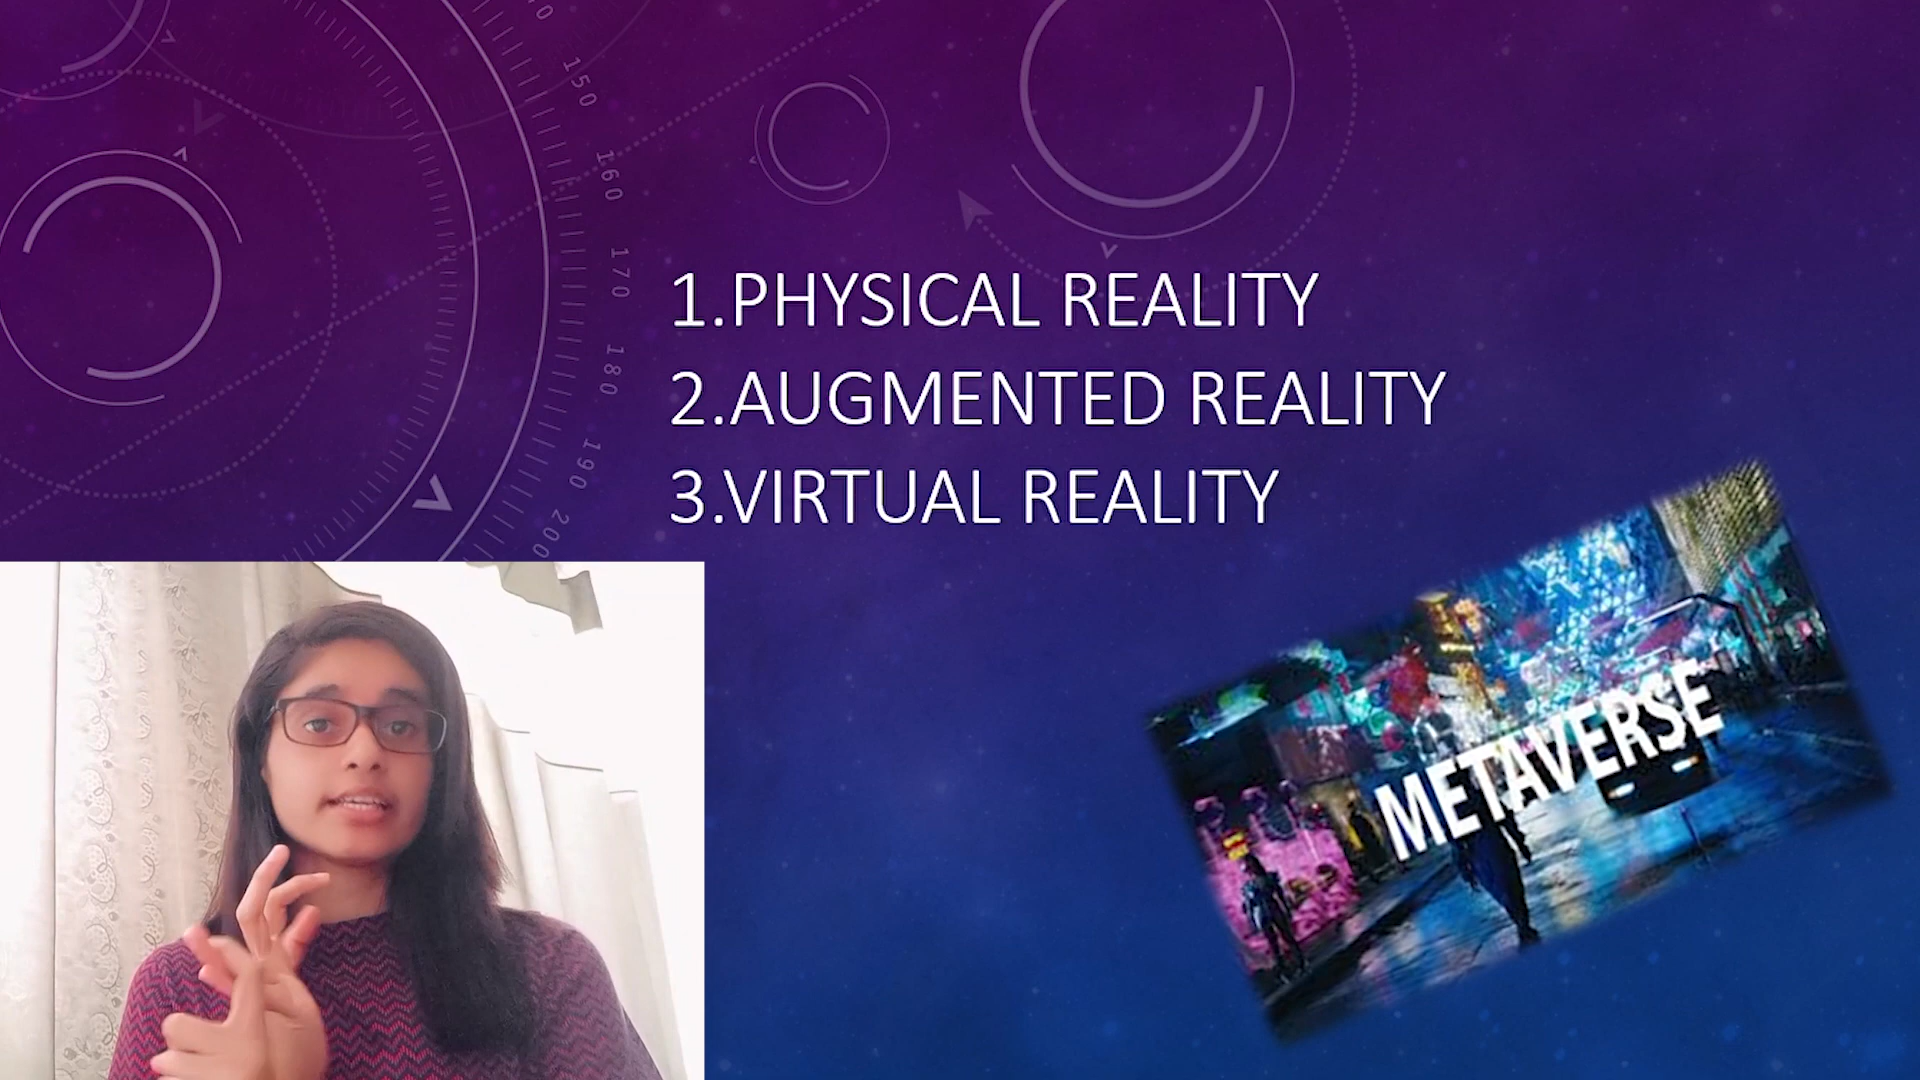 150
160
170
180
190
200
1.PHYSICAL REALITY
2.AUGMENTED REALITY
3.VIRTUAL REALITY
METAVERSE